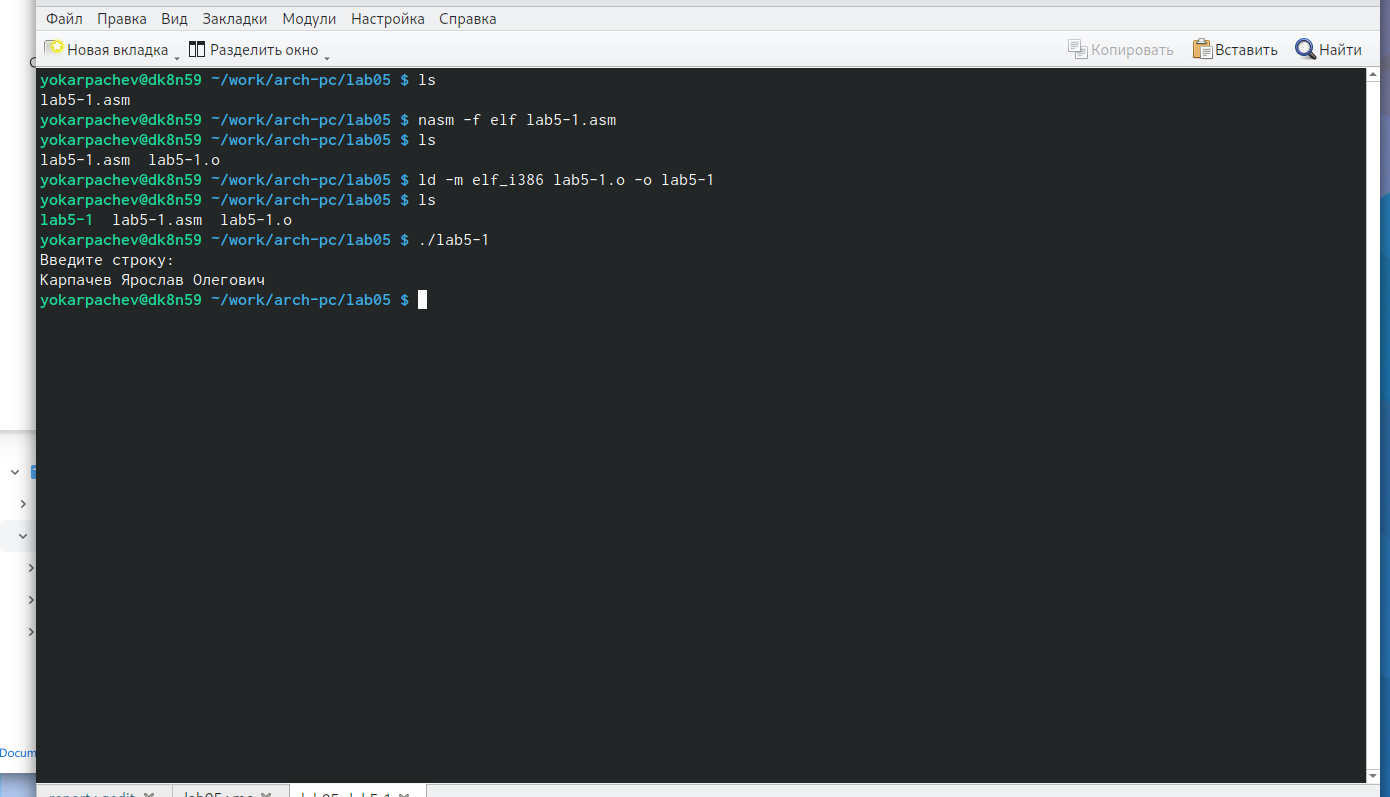 Файл Правка Вид Закладки Модули Настройка Справка
Новая вкладка Разделить окно Копировать Вставить Найти
yokarpachev@dk8n59 ~/work/arch-pc/lab05 $ ls
lab5-1.asm
yokarpachev@dk8n59 ~/work/arch-pc/lab05 $ nasm -f elf lab5-1.asm
yokarpachev@dk8n59 ~/work/arch-pc/lab05 $ ls
lab5-1.asm lab5-1.o
yokarpachev@dk8n59 ~/work/arch-pc/lab05 $ ld -m elf_i386 lab5-1.o -o lab5-1
yokarpachev@dk8n59 ~/work/arch-pc/lab05 $ ls
lab5-1 lab5-1.asm lab5-1.o
yokarpachev@dk8n59 ~/work/arch-pc/lab05 $ ./lab5-1
Введите строку:
Карпачев Ярослав Олегович
yokarpachev@dk8n59 ~/work/arch-pc/lab05 $
Docum